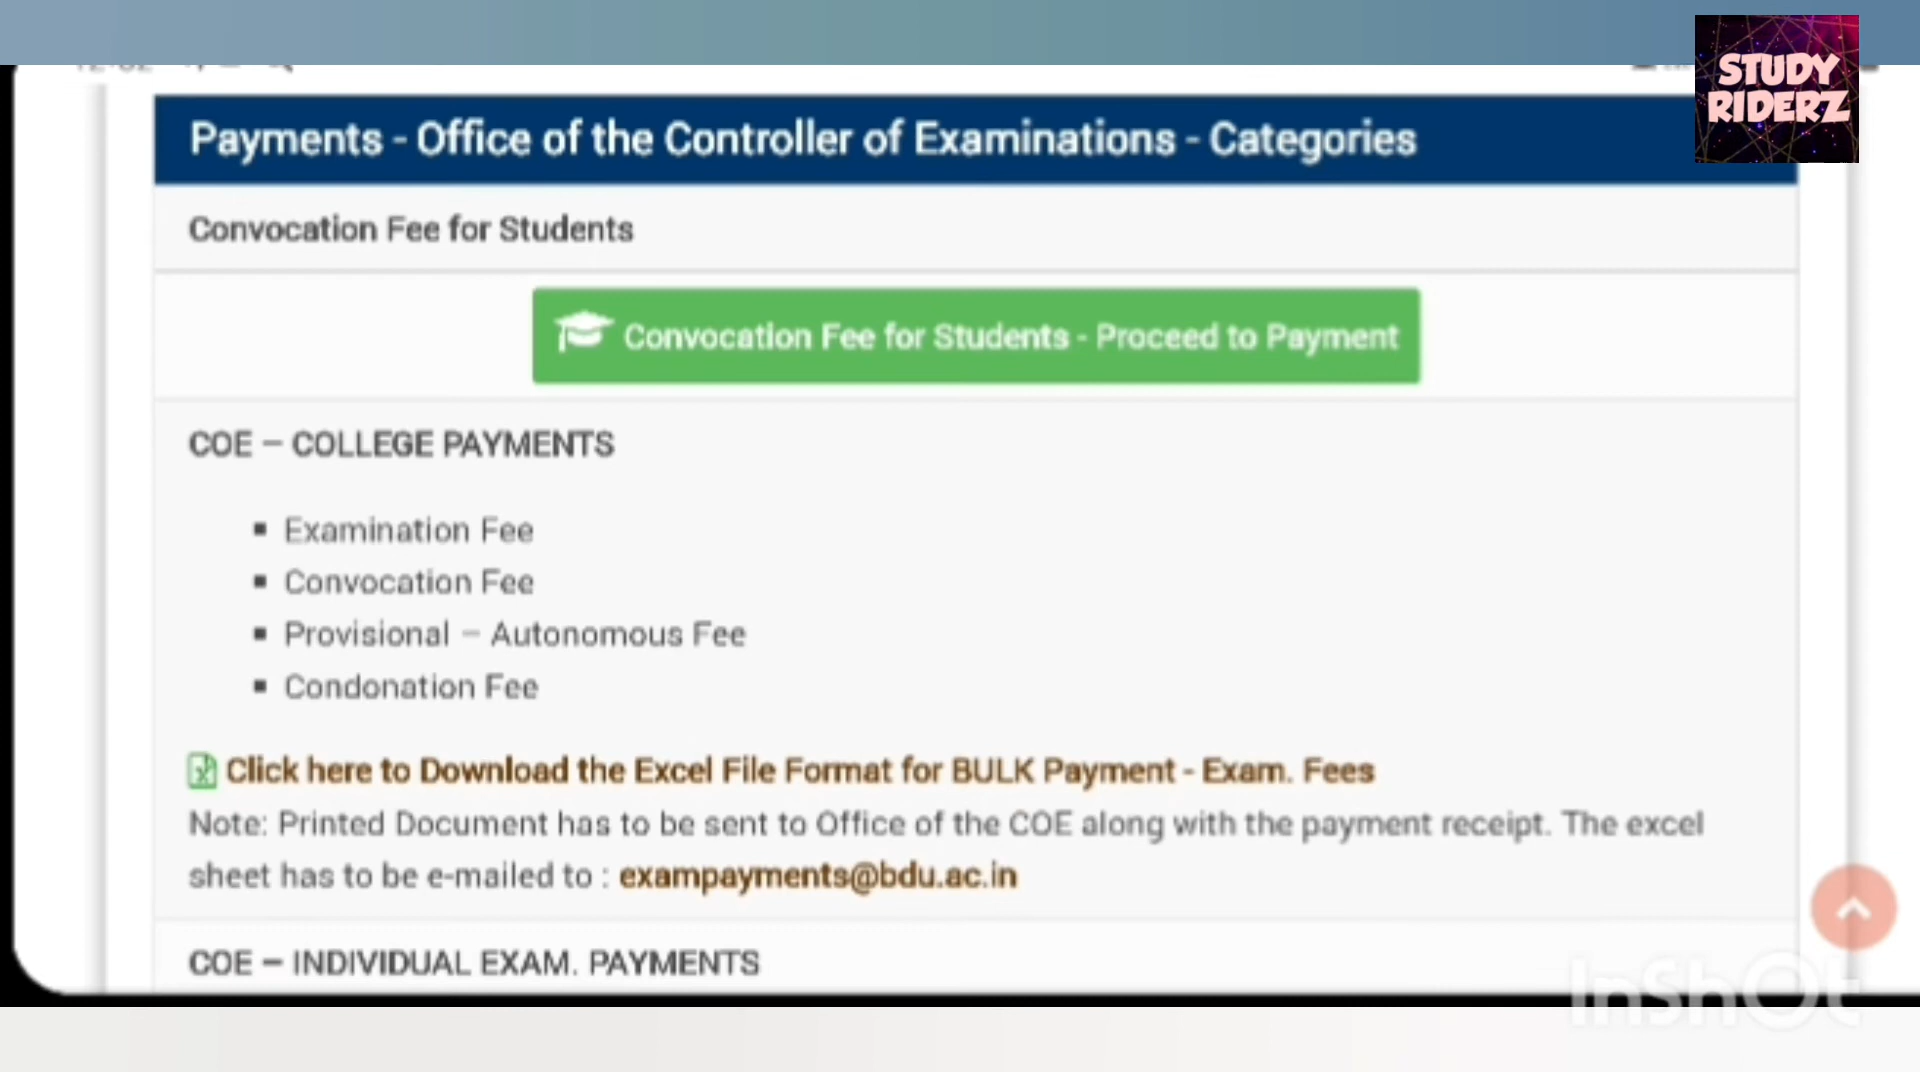 STUDY
RIDERZ
Payments - Office of the Controller of Examinations - Categories
Convocation Fee for Students
Convocation Fee for Students - Proceed to Payment
COE – COLLEGE PAYMENTS
▪ Examination Fee
▪ Convocation Fee
▪ Provisional – Autonomous Fee
▪ Condonation Fee
Click here to Download the Excel File Format for BULK Payment - Exam. Fees
Note: Printed Document has to be sent to Office of the COE along with the payment receipt. The excel
sheet has to be e-mailed to : exampayments@bdu.ac.in
COE – INDIVIDUAL EXAM. PAYMENTS
InShOt